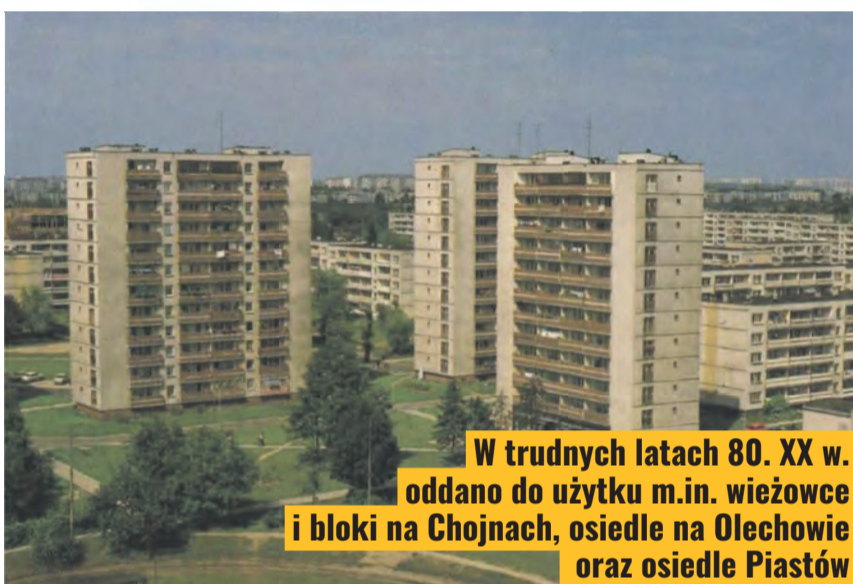 W trudnych latach 80. XX w.
oddano do użytku m.in. wieżowce
i bloki na Chojnach, osiedle na Olechowie
oraz osiedle Piastów